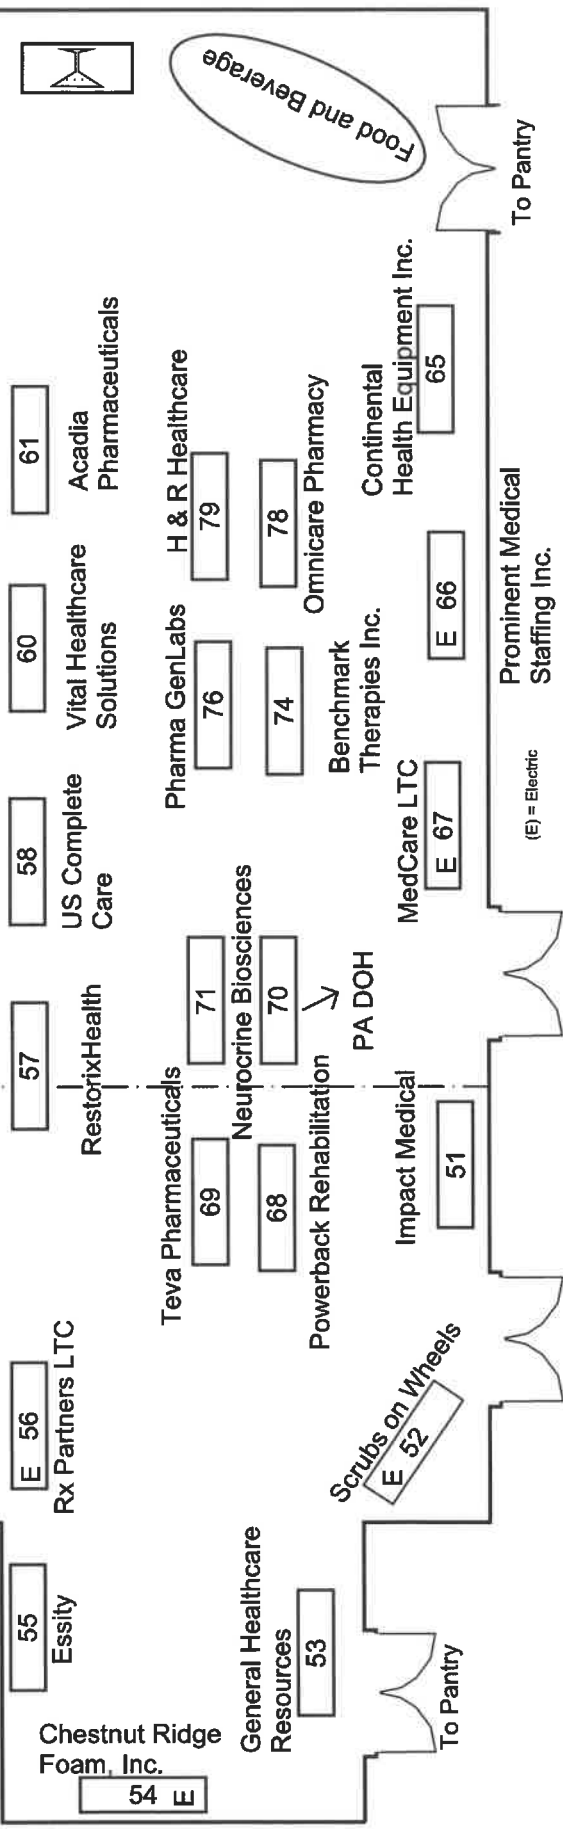 Food and Beverage
To Pantry
61
Acadia
Pharmaceuticals
60
Vital Healthcare
Solutions
58
US Complete
Care
57
RestorixHealth
E 56
Rx Partners LTC
55
Essity
Chestnut Ridge
Foam, Inc.
54 E
H & R Healthcare
79
78
Omnicare Pharmacy
Pharma GenLabs
76
74
Benchmark
Therapies Inc.
71
Neurocrine Biosciences
70
PA DOH
Teva Pharmaceuticals
69
68
Powerback Rehabilitation
General Healthcare
Resources
53
Continental
Health Equipment Inc.
65
E 66
Prominent Medical
Staffing Inc.
MedCare LTC
E 67
(E) = Electric
Impact Medical
51
Scrubs on Wheels
E 52
To Pantry